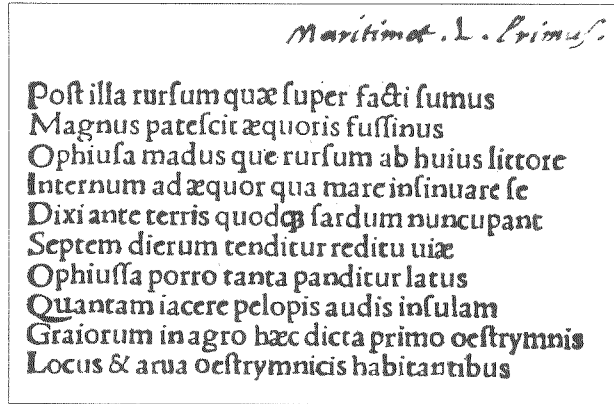 Maritimæ . L . Primus.
Poſt illa rurſum quæ ſuper facti ſumus
Magnus pateſcit æquoris fuſſinus
Ophiuſa madus que rurſum ab huius littore
Internum ad æquor qua mare inſinuare ſe
Dixi ante terris quodqꝫ ſardum nuncupant
Septem dierum tenditur reditu uiæ
Ophiuſſa porro tanta panditur latus
Quantam iacere pelopis audis inſulam
Graiorum in agro hæc dicta primo oeſtrymnis
Locus & arua oeſtrymnicis habitantibus